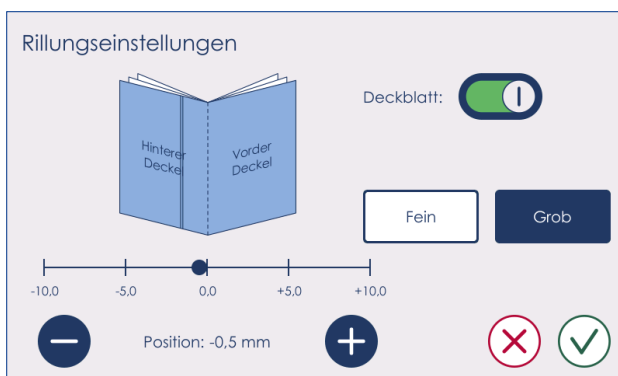 Rillungseinstellungen
Deckblatt:
Hinterer
Deckel
Vorder
Deckel
Fein
Grob
-10,0
-5,0
0,0
+5,0
+10,0
Position: -0,5 mm